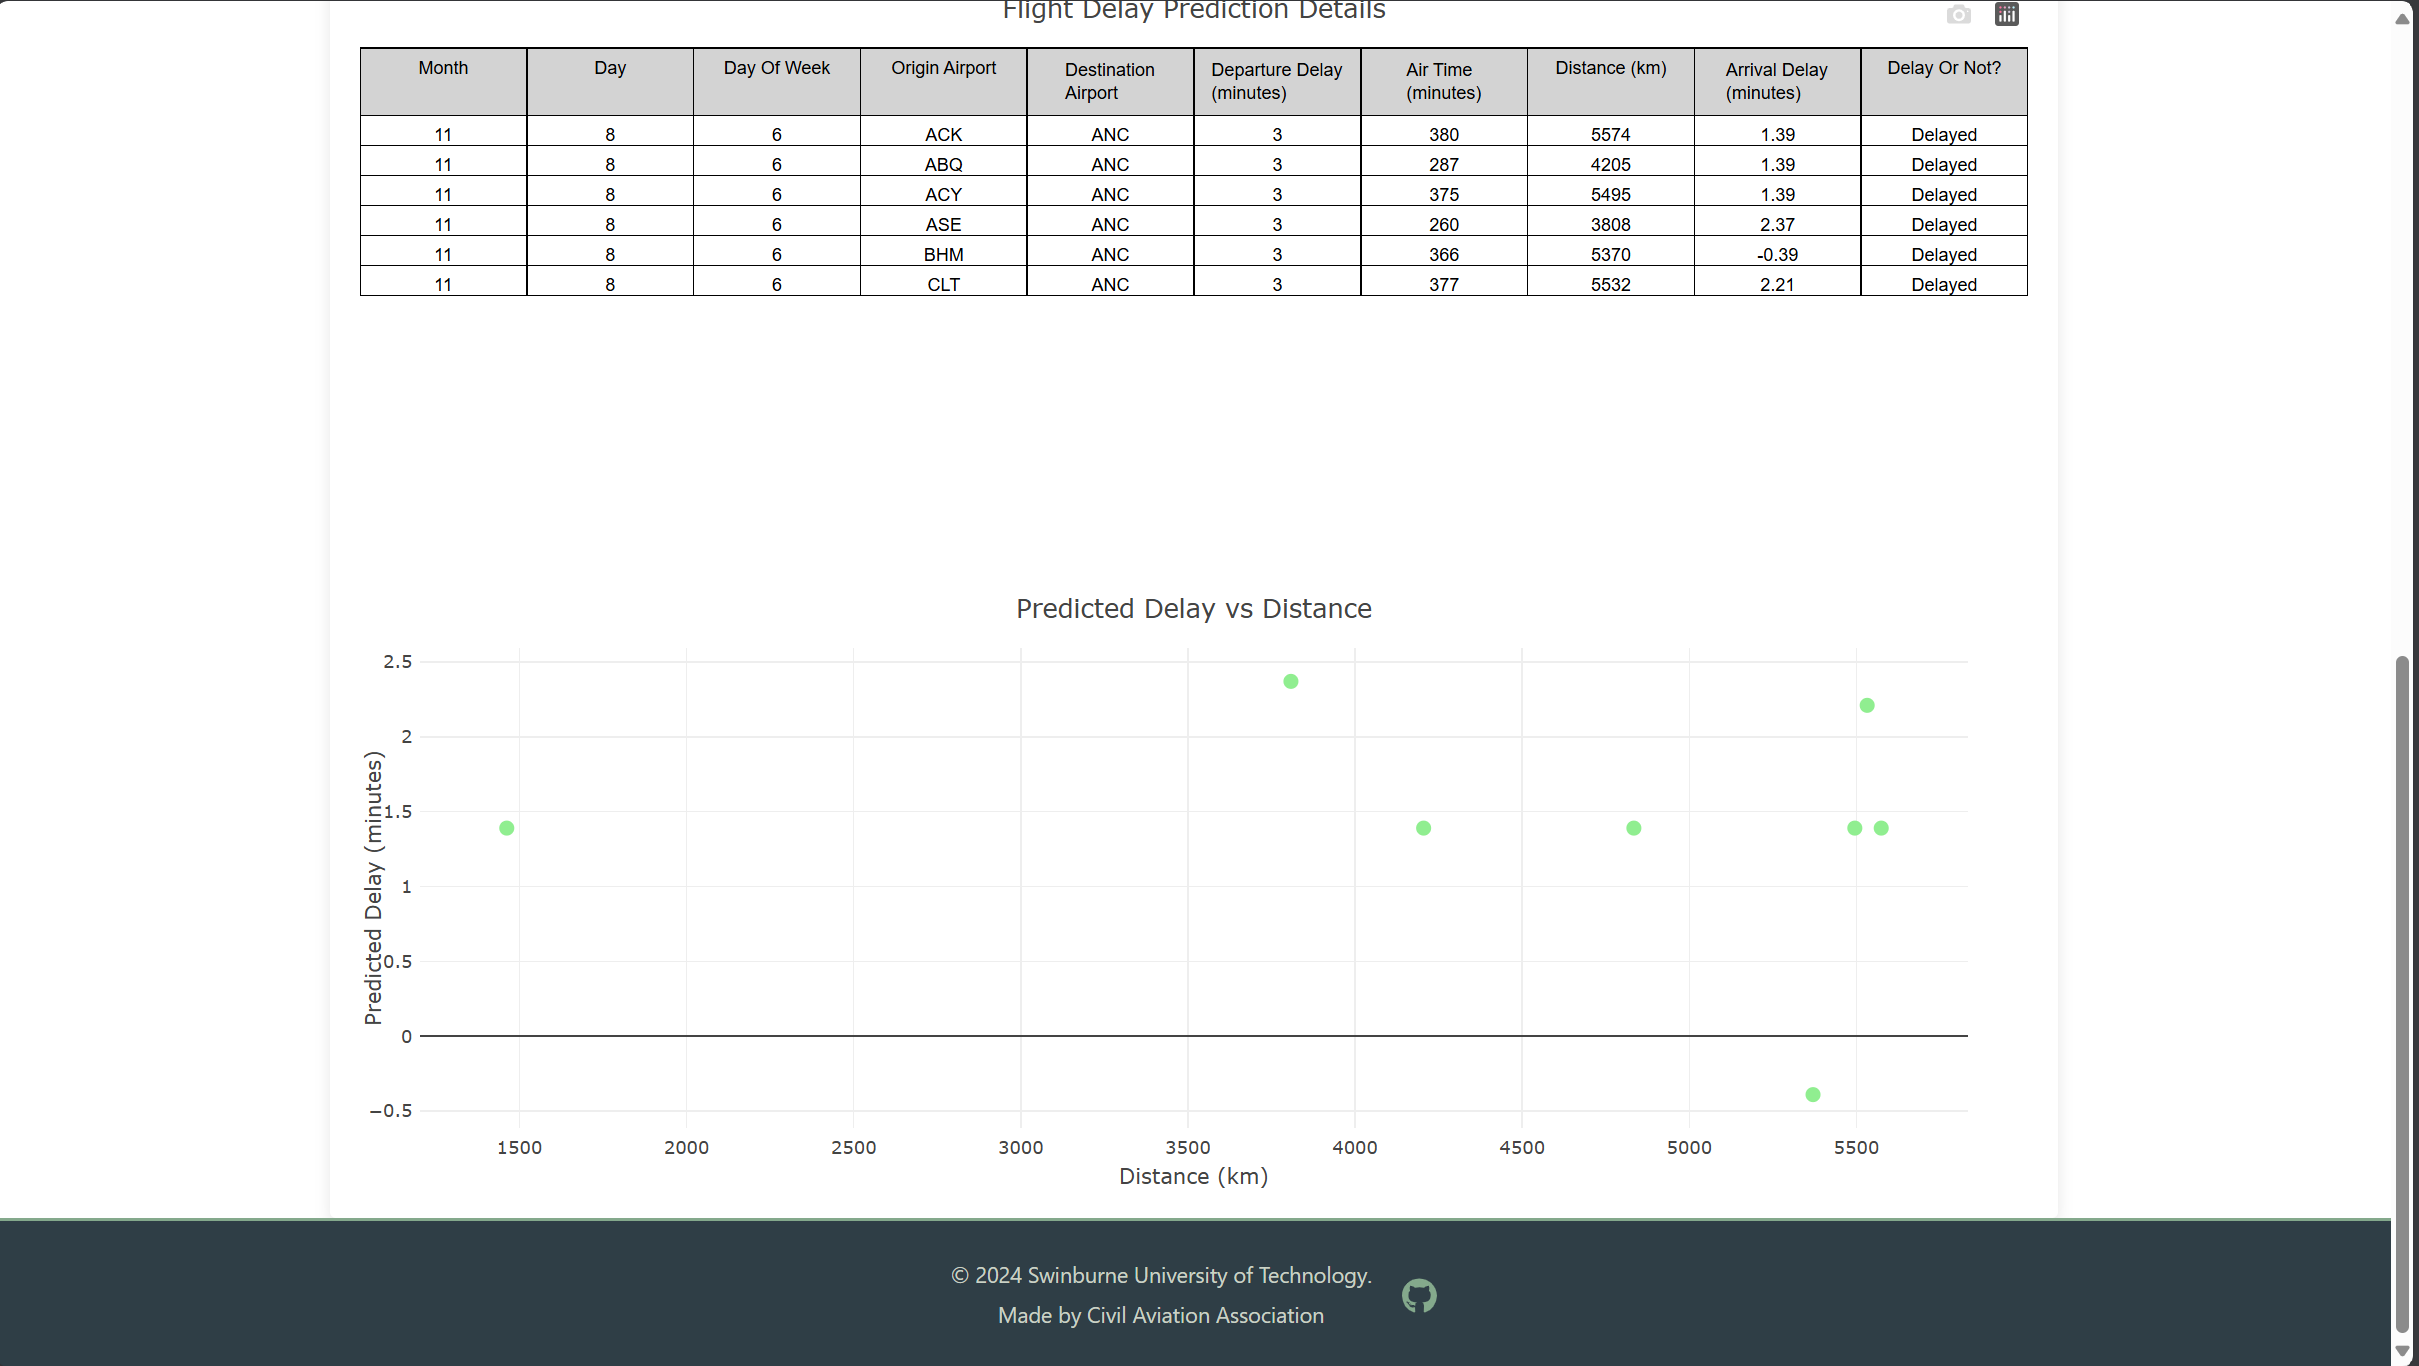 Flight Delay Prediction Details
Month Day Day Of Week Origin Airport Destination Airport Departure Delay (minutes) Air Time (minutes) Distance (km) Arrival Delay (minutes) Delay Or Not?
11 8 6 ACK ANC 3 380 5574 1.39 Delayed
11 8 6 ABQ ANC 3 287 4205 1.39 Delayed
11 8 6 ACY ANC 3 375 5495 1.39 Delayed
11 8 6 ASE ANC 3 260 3808 2.37 Delayed
11 8 6 BHM ANC 3 366 5370 -0.39 Delayed
11 8 6 CLT ANC 3 377 5532 2.21 Delayed
Predicted Delay vs Distance
Predicted Delay (minutes)
2.5
2
1.5
1
0.5
0
−0.5
1500 2000 2500 3000 3500 4000 4500 5000 5500
Distance (km)
© 2024 Swinburne University of Technology.
Made by Civil Aviation Association